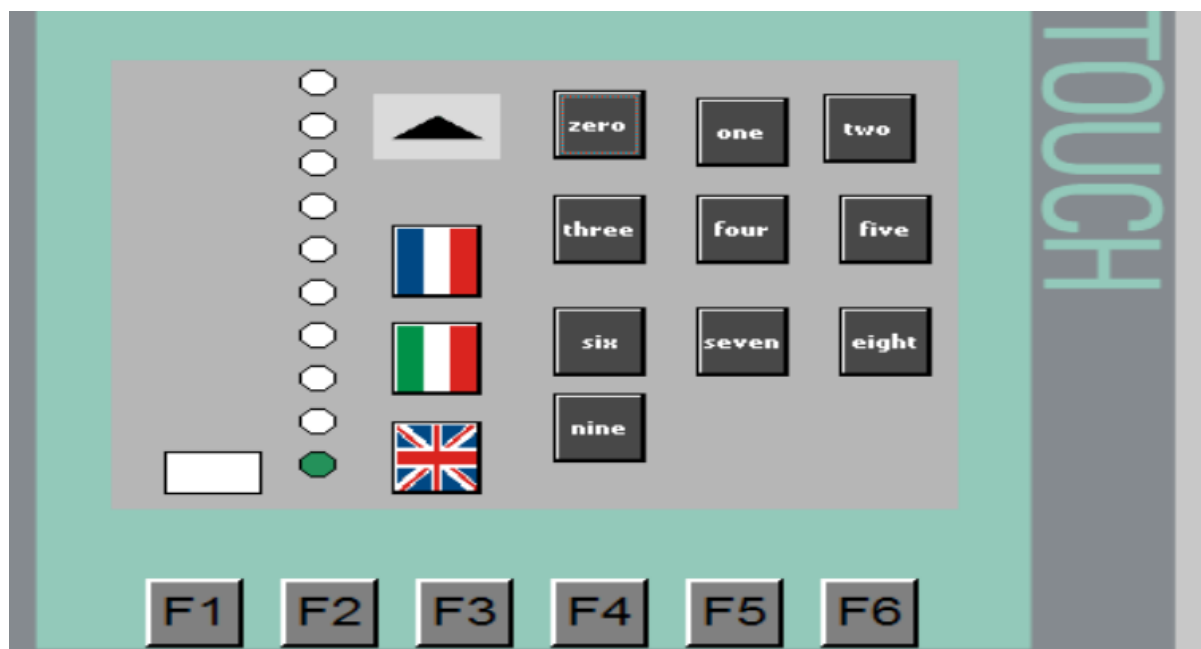 zero one two
three four five
six seven eight
nine
F1 F2 F3 F4 F5 F6
TOUCH